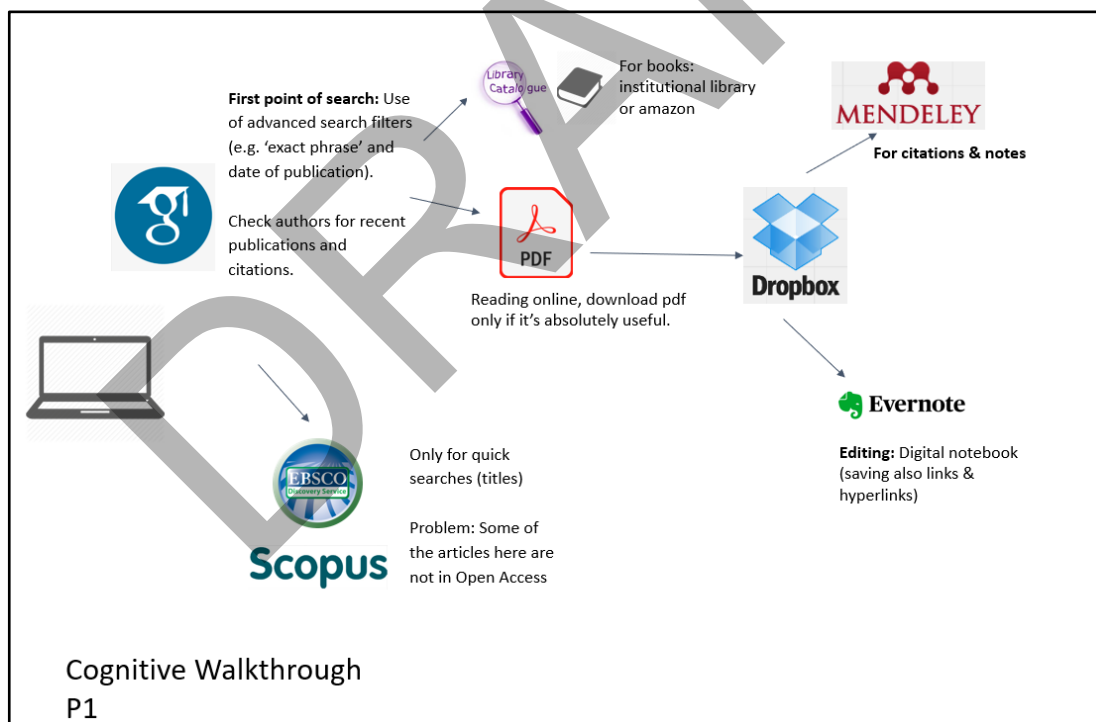 Library
Catalogue
For books:
institutional library
or amazon
MENDELEY
For citations & notes
First point of search: Use
of advanced search filters
(e.g. ‘exact phrase’ and
date of publication).
Check authors for recent
publications and
citations.
g
PDF
Reading online, download pdf
only if it’s absolutely useful.
Dropbox
Evernote
Editing: Digital notebook
(saving also links &
hyperlinks)
EBSCO
Discovery Service
Scopus
Only for quick
searches (titles)
Problem: Some of
the articles here are
not in Open Access
Cognitive Walkthrough
P1
DRA